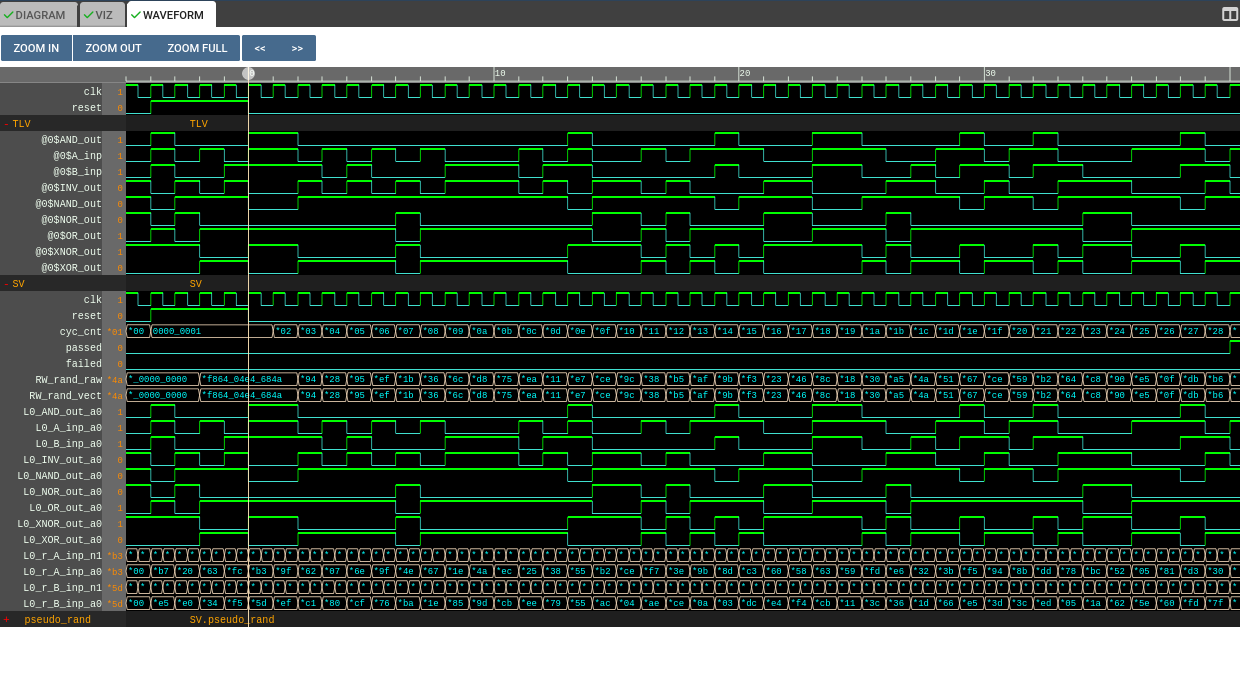 DIAGRAM VIZ WAVEFORM
ZOOM IN ZOOM OUT ZOOM FULL << >>
0 10 20 30
clk 1
reset 0
- TLV TLV
@0$AND_out 1
@0$A_inp 1
@0$B_inp 1
@0$INV_out 0
@0$NAND_out 0
@0$NOR_out 0
@0$OR_out 1
@0$XNOR_out 1
@0$XOR_out 0
- SV SV
clk 1
reset 0
cyc_cnt *01 *00 0000_0001 *02 *03 *04 *05 *06 *07 *08 *09 *0a *0b *0c *0d *0e *0f *10 *11 *12 *13 *14 *15 *16 *17 *18 *19 *1a *1b *1c *1d *1e *1f *20 *21 *22 *23 *24 *25 *26 *27 *28 *
passed 0
failed 0
RW_rand_raw *4a *_0000_0000 *f864_04e4_684a *94 *28 *95 *ef *1b *36 *6c *d8 *75 *ea *11 *e7 *ce *9c *38 *b5 *af *9b *f3 *23 *46 *8c *18 *30 *a5 *4a *51 *67 *ce *59 *b2 *64 *c8 *90 *e5 *0f *db *b6 *
RW_rand_vect *4a *_0000_0000 *f864_04e4_684a *94 *28 *95 *ef *1b *36 *6c *d8 *75 *ea *11 *e7 *ce *9c *38 *b5 *af *9b *f3 *23 *46 *8c *18 *30 *a5 *4a *51 *67 *ce *59 *b2 *64 *c8 *90 *e5 *0f *db *b6 *
L0_AND_out_a0 1
L0_A_inp_a0 1
L0_B_inp_a0 1
L0_INV_out_a0 0
L0_NAND_out_a0 0
L0_NOR_out_a0 0
L0_OR_out_a0 1
L0_XNOR_out_a0 1
L0_XOR_out_a0 0
L0_r_A_inp_n1 *b3 * * * * * * * * * * * * * * * * * * * * * * * * * * * * * * * * * * * * * * * * * * * * *
L0_r_A_inp_a0 *b3 *00 *b7 *20 *63 *fc *b3 *9f *62 *07 *6e *9f *4e *67 *1e *4a *ec *25 *38 *55 *b2 *ce *f7 *3e *9b *8d *c3 *60 *58 *63 *59 *fd *e6 *32 *3b *f5 *94 *8b *dd *78 *bc *52 *05 *81 *d3 *30 *
L0_r_B_inp_n1 *5d * * * * * * * * * * * * * * * * * * * * * * * * * * * * * * * * * * * * * * * * * * * * *
L0_r_B_inp_a0 *5d *00 *e5 *e0 *34 *f5 *5d *ef *c1 *80 *cf *76 *ba *1e *85 *9d *cb *ee *79 *55 *ac *04 *ae *ce *0a *03 *dc *e4 *f4 *cb *11 *3c *36 *1d *66 *e5 *3d *3c *ed *05 *1a *62 *5e *60 *fd *7f *
+ pseudo_rand SV.pseudo_rand